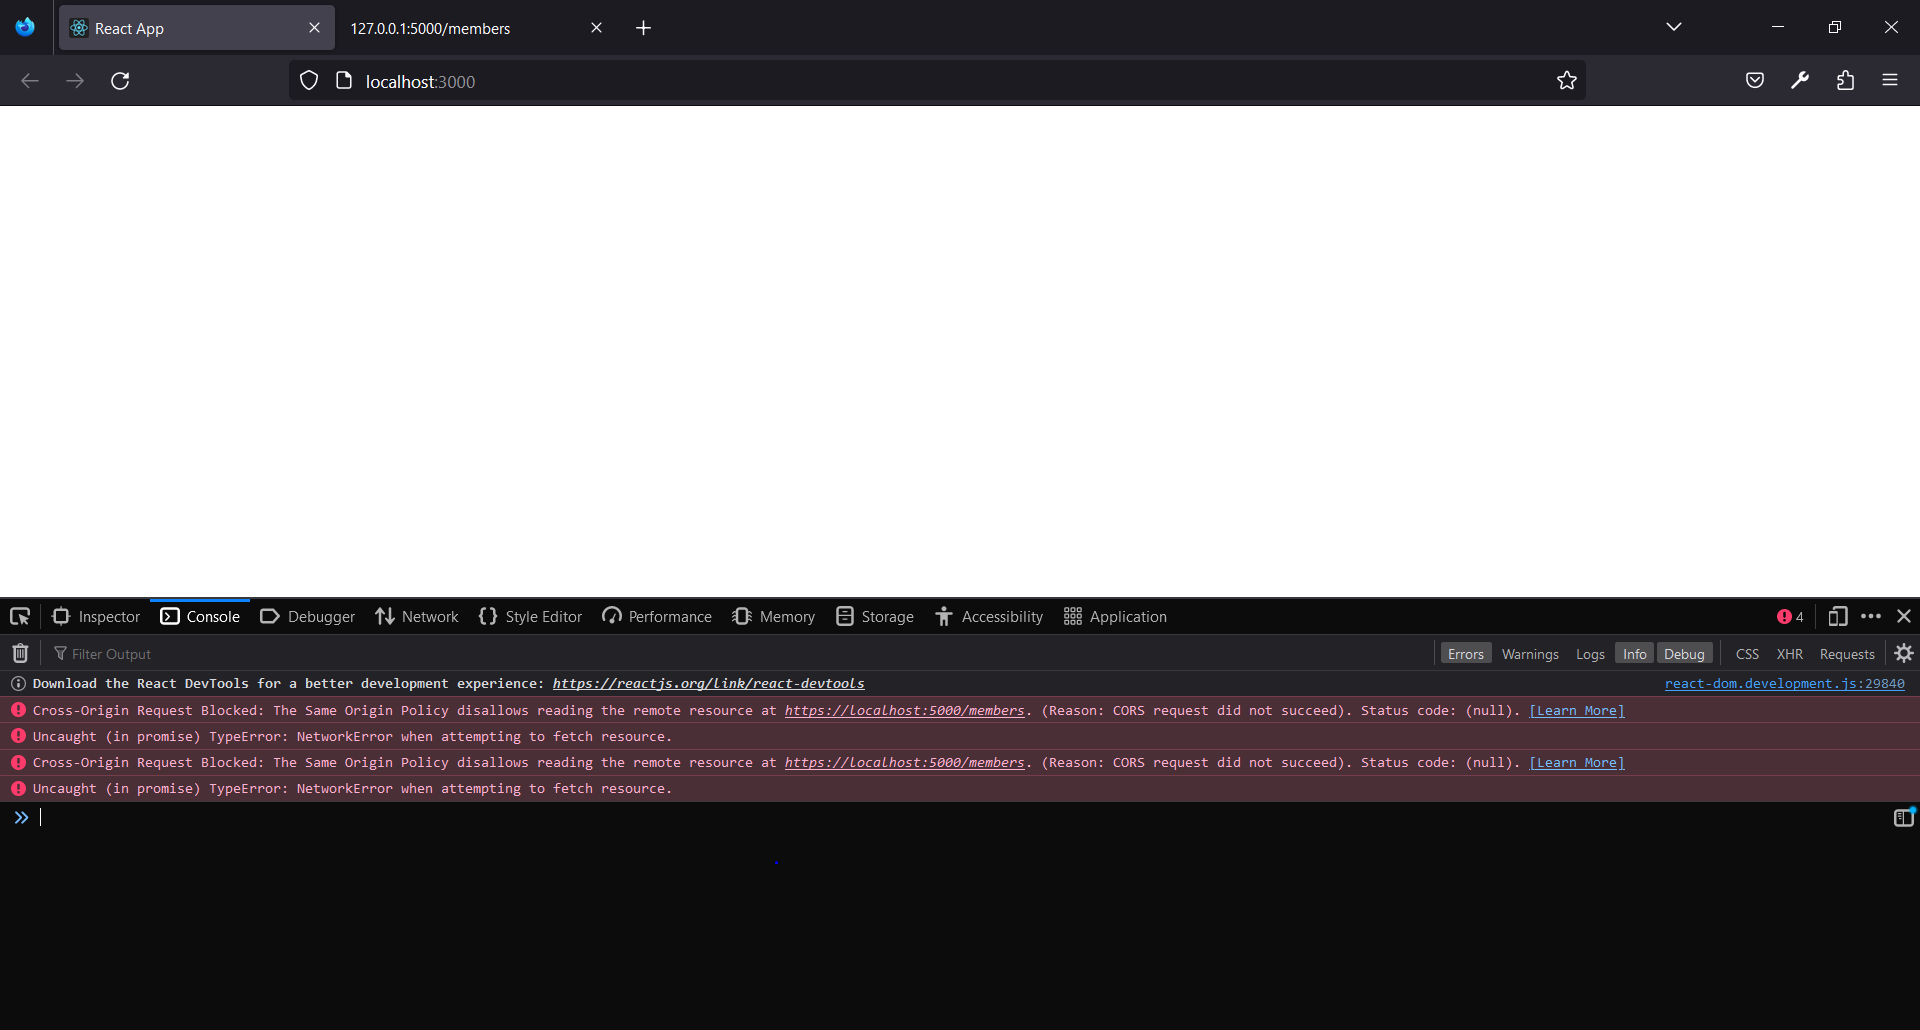 React App
127.0.0.1:5000/members
localhost:3000
Inspector Console Debugger Network Style Editor Performance Memory Storage Accessibility Application 4
Filter Output Errors Warnings Logs Info Debug CSS XHR Requests
Download the React DevTools for a better development experience: https://reactjs.org/link/react-devtools react-dom.development.js:29840
Cross-Origin Request Blocked: The Same Origin Policy disallows reading the remote resource at https://localhost:5000/members. (Reason: CORS request did not succeed). Status code: (null). [Learn More]
Uncaught (in promise) TypeError: NetworkError when attempting to fetch resource.
Cross-Origin Request Blocked: The Same Origin Policy disallows reading the remote resource at https://localhost:5000/members. (Reason: CORS request did not succeed). Status code: (null). [Learn More]
Uncaught (in promise) TypeError: NetworkError when attempting to fetch resource.